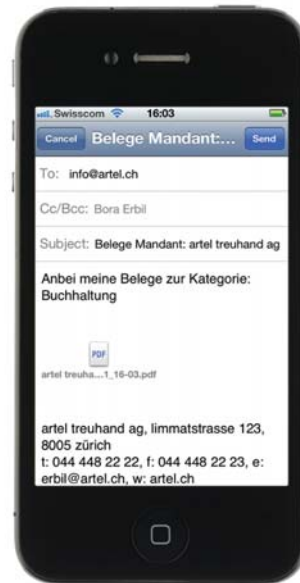 Swisscom 16:03
Cancel Belege Mandant:... Send
To: info@artel.ch
Cc/Bcc: Bora Erbil
Subject: Belege Mandant: artel treuhand ag
Anbei meine Belege zur Kategorie:
Buchhaltung
PDF
artel treuha...1_16-03.pdf
artel treuhand ag, limmatstrasse 123,
8005 zürich
t: 044 448 22 22, f: 044 448 22 23, e:
erbil@artel.ch, w: artel.ch